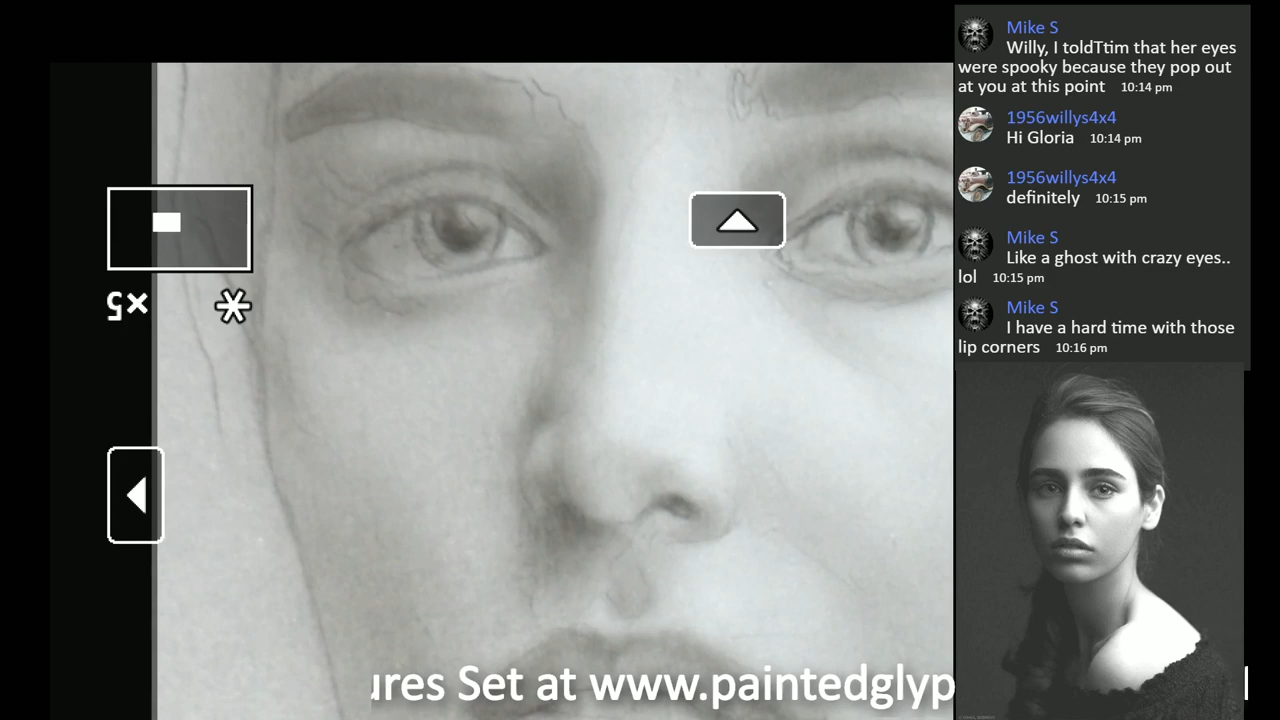 Mike S
Willy, I toldTtim that her eyes
were spooky because they pop out
at you at this point 10:14 pm
1956willys4x4
Hi Gloria 10:14 pm
1956willys4x4
definitely 10:15 pm
Mike S
Like a ghost with crazy eyes..
lol 10:15 pm
Mike S
I have a hard time with those
lip corners 10:16 pm
x5
ures Set at www.paintedglyp